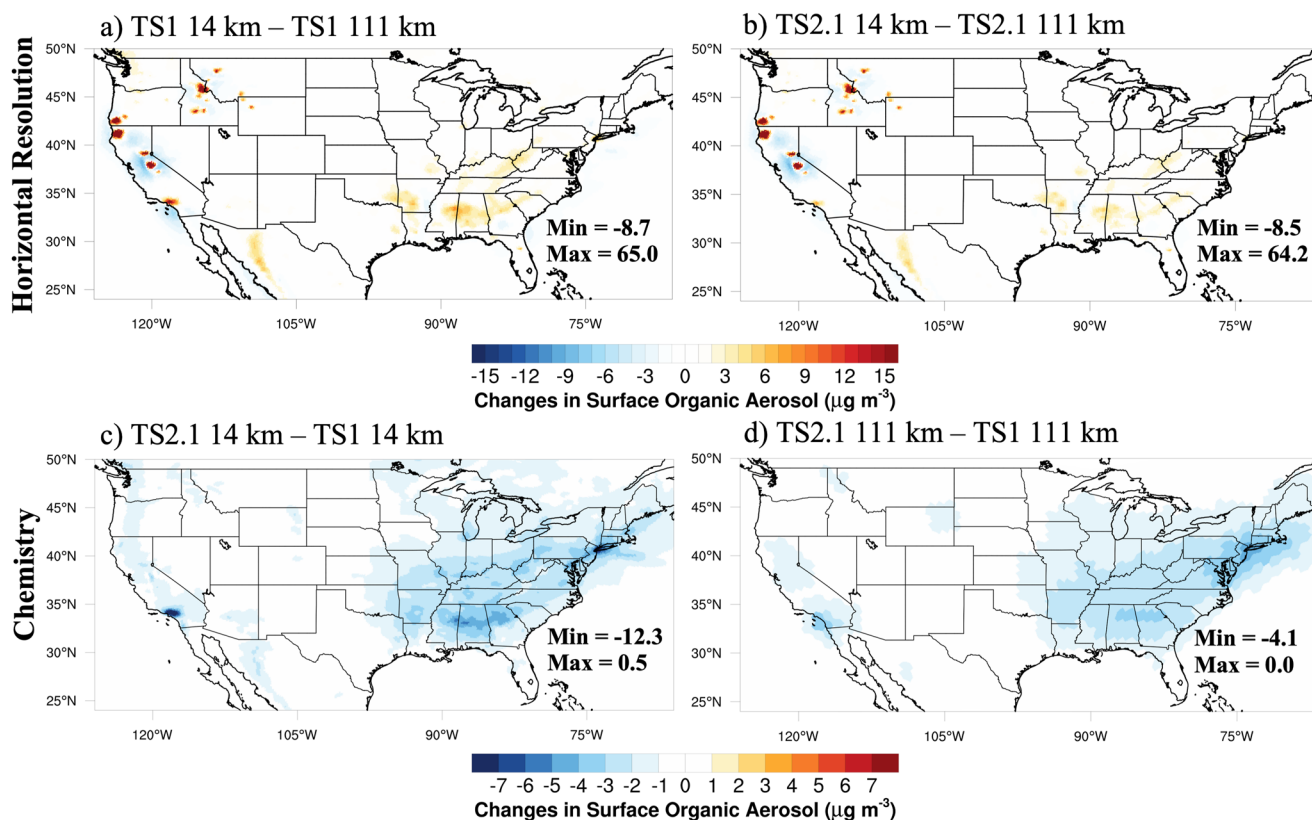 a) TS1 14 km – TS1 111 km
b) TS2.1 14 km – TS2.1 111 km
Horizontal Resolution
50°N
45°N
40°N
35°N
30°N
25°N
Min = -8.7
Max = 65.0
120°W 105°W 90°W 75°W
50°N
45°N
40°N
35°N
30°N
25°N
Min = -8.5
Max = 64.2
120°W 105°W 90°W 75°W
-15 -12 -9 -6 -3 0 3 6 9 12 15
Changes in Surface Organic Aerosol (μg m⁻³)
c) TS2.1 14 km – TS1 14 km
d) TS2.1 111 km – TS1 111 km
Chemistry
50°N
45°N
40°N
35°N
30°N
25°N
Min = -12.3
Max = 0.5
120°W 105°W 90°W 75°W
50°N
45°N
40°N
35°N
30°N
25°N
Min = -4.1
Max = 0.0
120°W 105°W 90°W 75°W
-7 -6 -5 -4 -3 -2 -1 0 1 2 3 4 5 6 7
Changes in Surface Organic Aerosol (μg m⁻³)